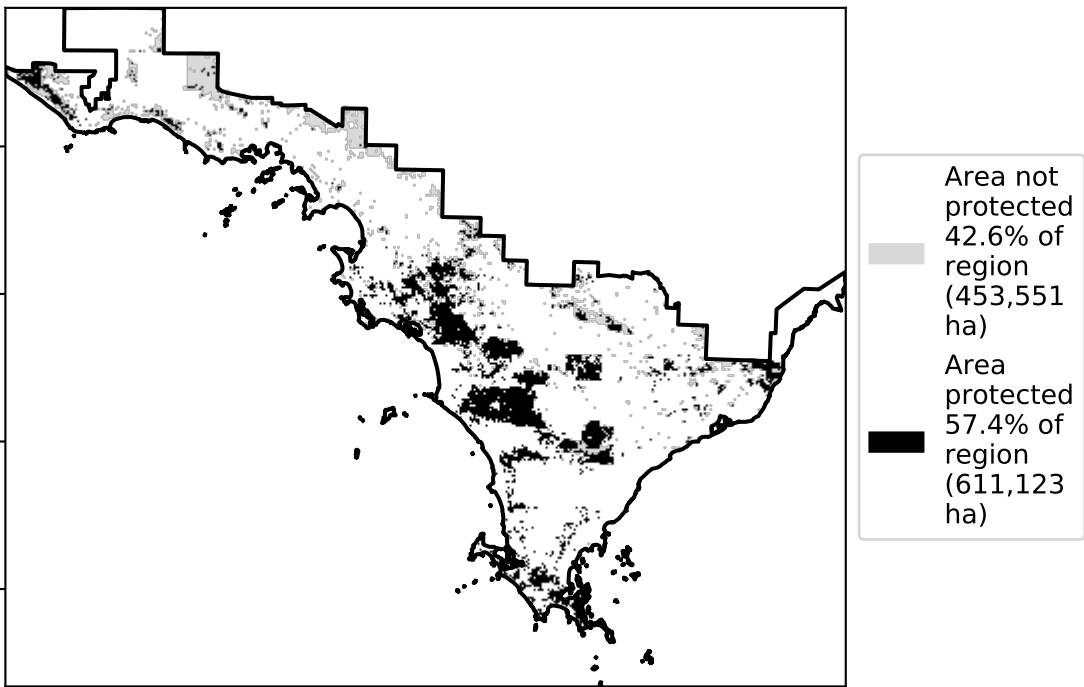 Area not
protected
42.6% of
region
(453,551
ha)
Area
protected
57.4% of
region
(611,123
ha)